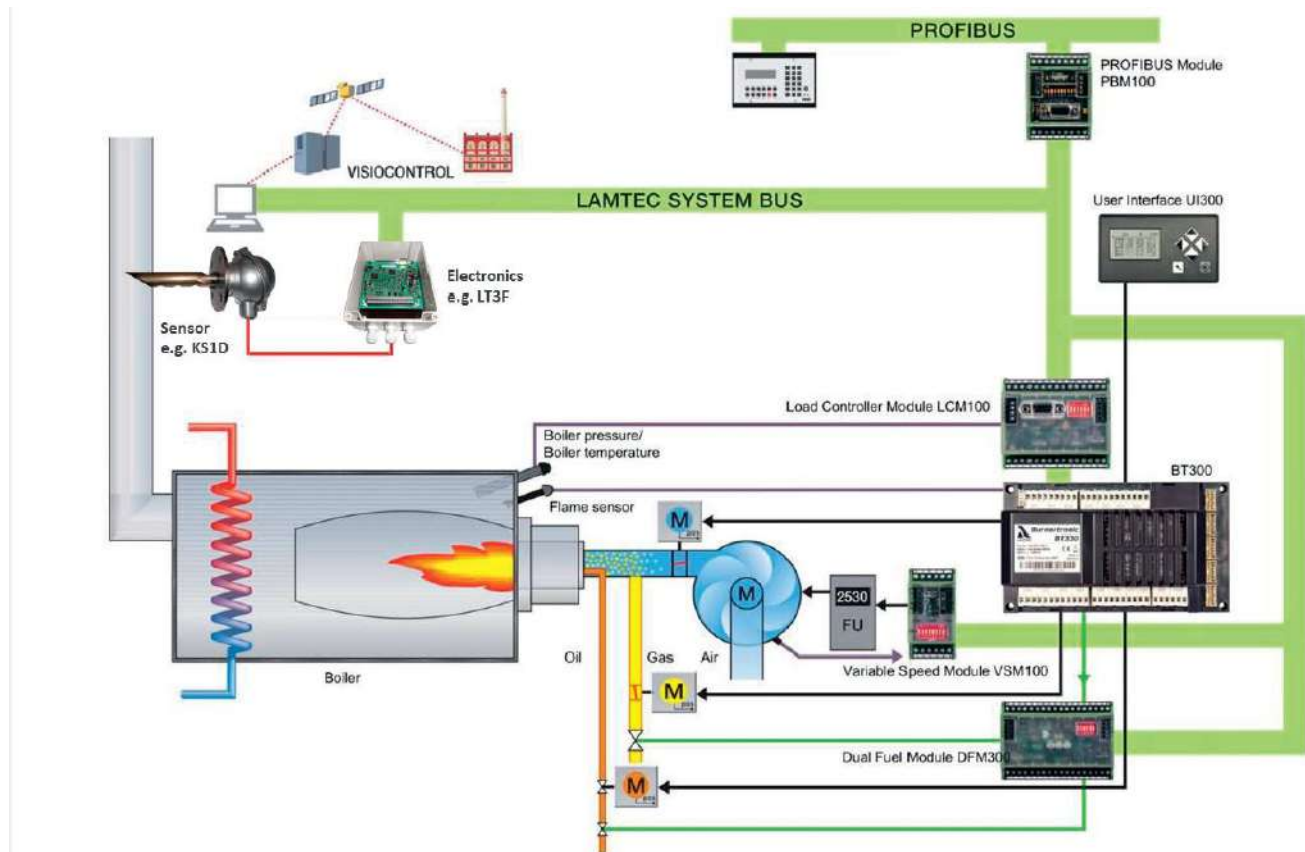 PROFIBUS
PROFIBUS Module
PBM100
VISIOCONTROL
LAMTEC SYSTEM BUS
User Interface UI300
Electronics
e.g. LT3F
Sensor
e.g. KS1D
Load Controller Module LCM100
Boiler pressure/
Boiler temperature
BT300
Flame sensor
M
Burnertronic
BT330
M
2530
FU
Oil
Gas
Air
Variable Speed Module VSM100
Boiler
M
Dual Fuel Module DFM300
M